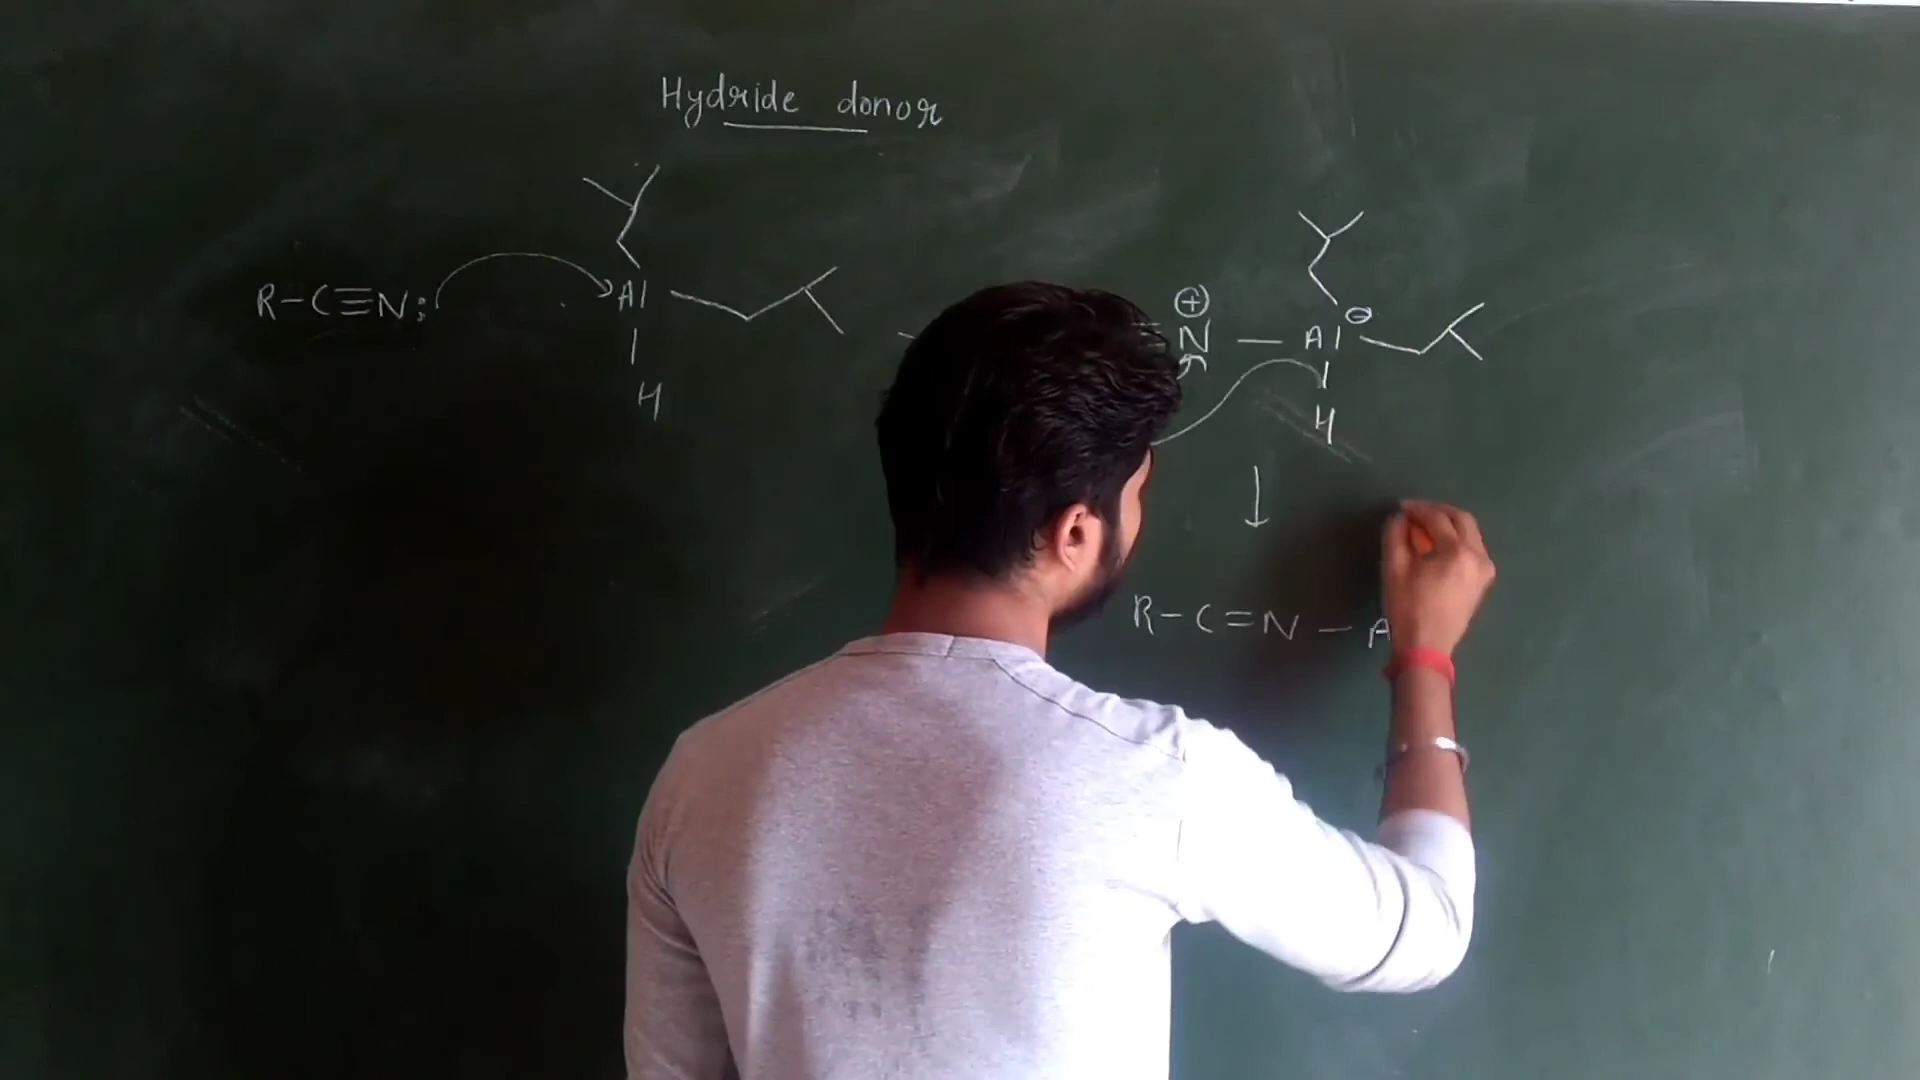 Hydride donor
R-C≡N: Al
H
⊕ ⊖
N - Al
H
R-C=N-A